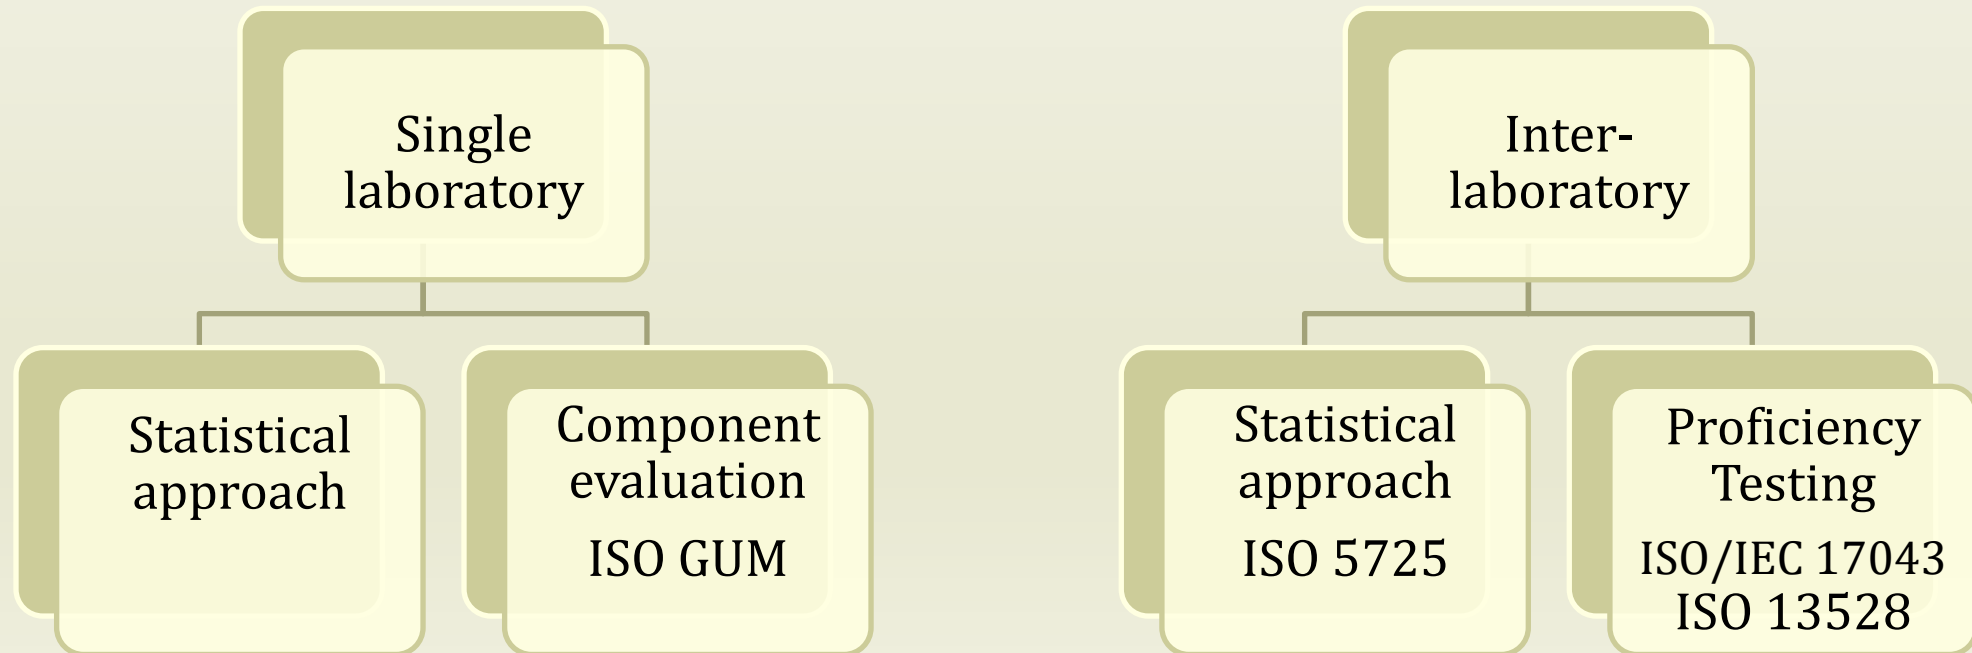 Single
laboratory
Statistical
approach
Component
evaluation
ISO GUM
Inter-
laboratory
Statistical
approach
ISO 5725
Proficiency
Testing
ISO/IEC 17043
ISO 13528